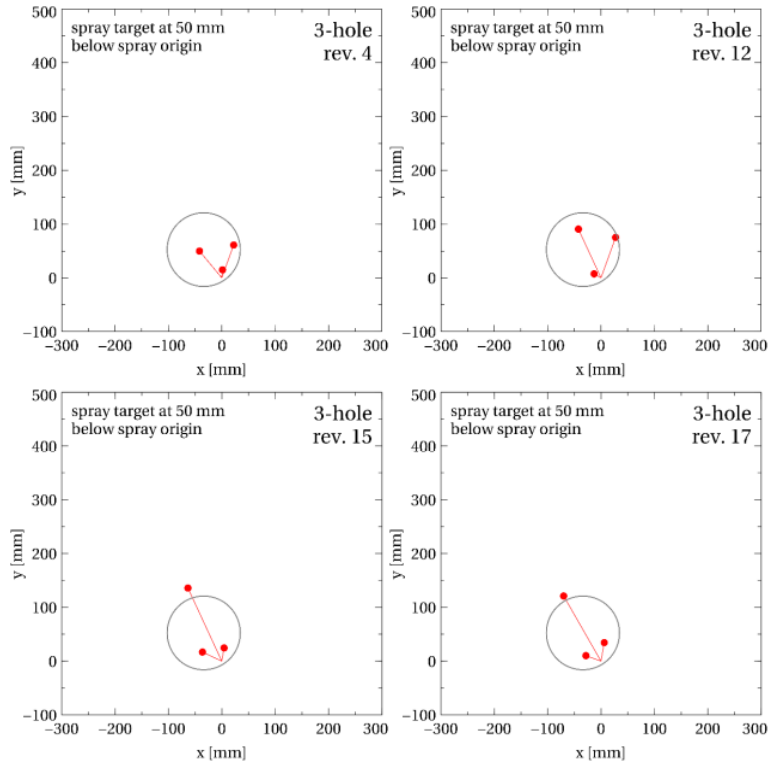 500
400
300
200
100
0
−100
y [mm]
spray target at 50 mm
below spray origin
3-hole
rev. 4
−300 −200 −100 0 100 200 300
x [mm]
500
400
300
200
100
0
−100
y [mm]
spray target at 50 mm
below spray origin
3-hole
rev. 12
−300 −200 −100 0 100 200 300
x [mm]
500
400
300
200
100
0
−100
y [mm]
spray target at 50 mm
below spray origin
3-hole
rev. 15
−300 −200 −100 0 100 200 300
x [mm]
500
400
300
200
100
0
−100
y [mm]
spray target at 50 mm
below spray origin
3-hole
rev. 17
−300 −200 −100 0 100 200 300
x [mm]